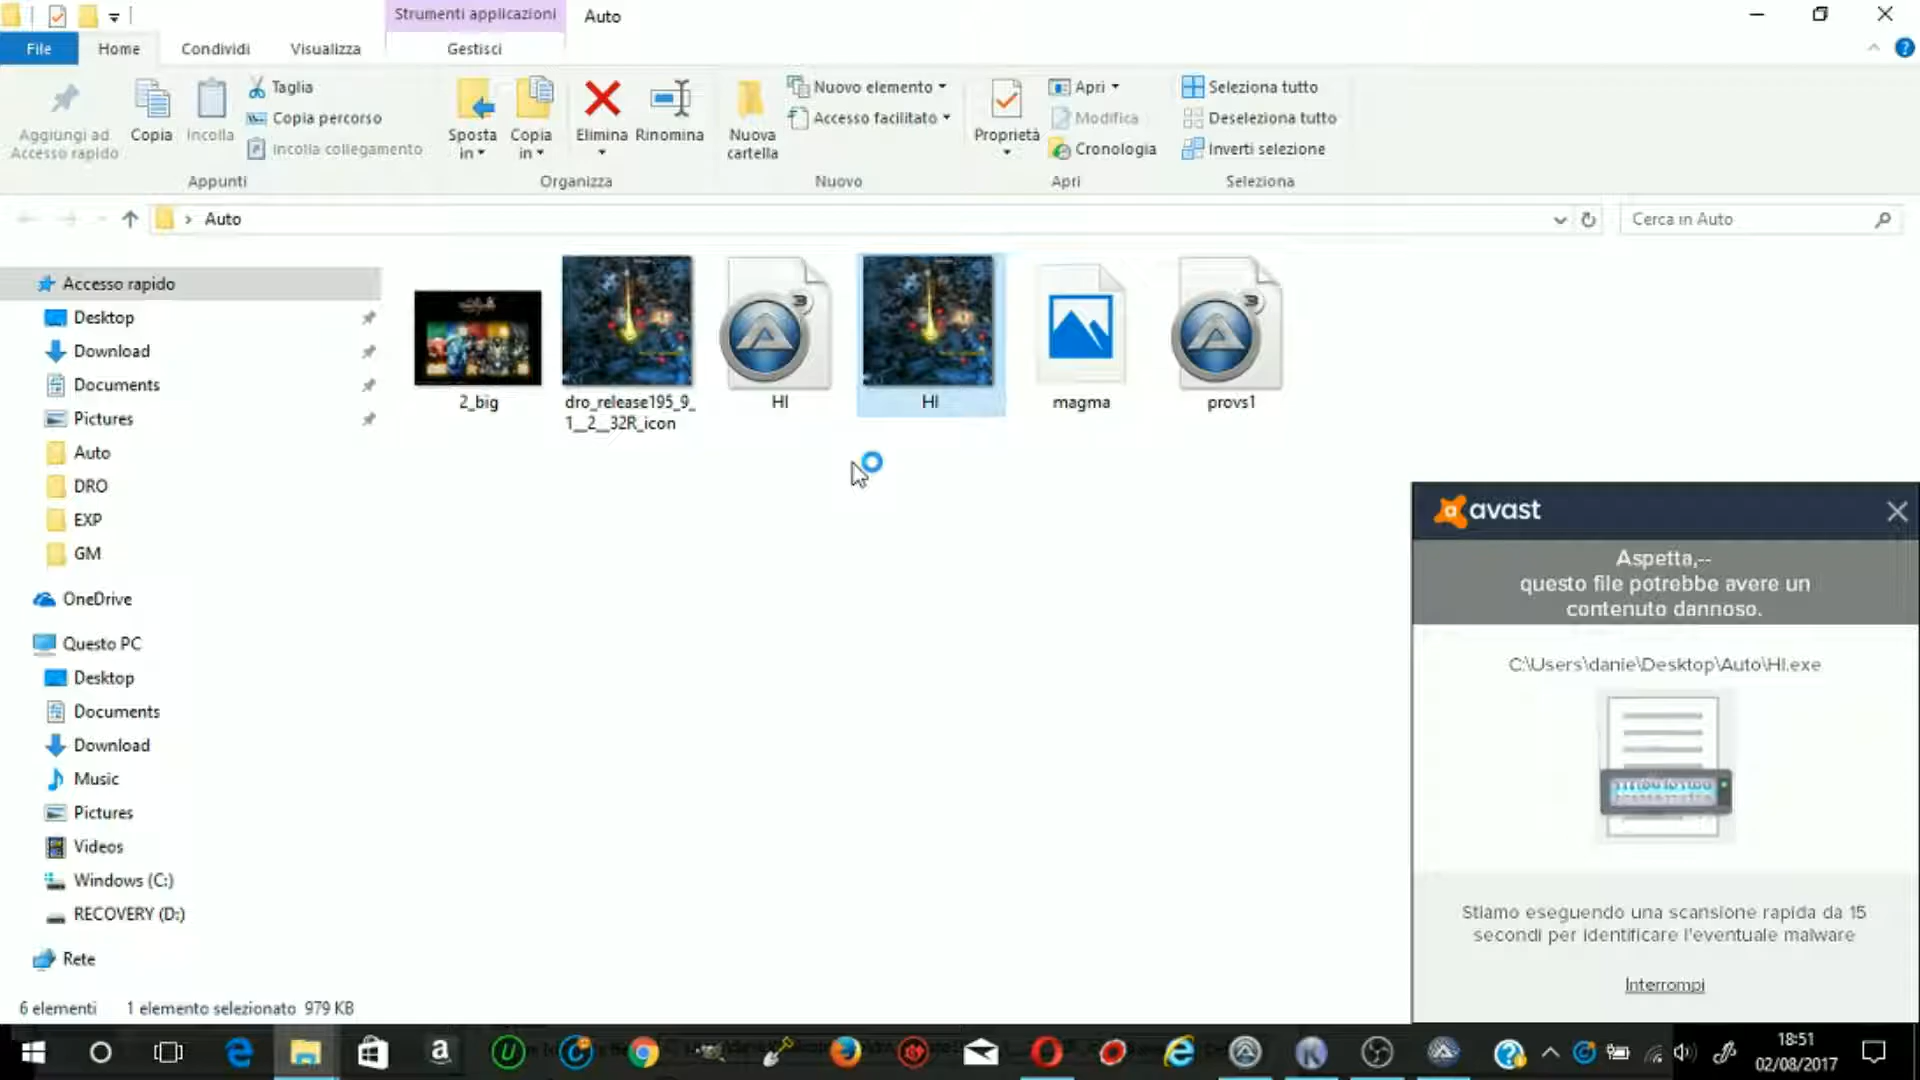 Strumenti applicazioni
Auto
File
Home
Condividi
Visualizza
Gestisci
Aggiungi ad
Accesso rapido
Copia
Incolla
Taglia
Copia percorso
Incolla collegamento
Appunti
Sposta
in
Copia
in
Elimina
Rinomina
Organizza
Nuova
cartella
Nuovo elemento
Accesso facilitato
Nuovo
Proprietà
Apri
Modifica
Cronologia
Apri
Seleziona tutto
Deseleziona tutto
Inverti selezione
Seleziona
Auto
Cerca in Auto
Accesso rapido
Desktop
Download
Documents
Pictures
Auto
DRO
EXP
GM
OneDrive
Questo PC
Desktop
Documents
Download
Music
Pictures
Videos
Windows (C:)
RECOVERY (D:)
Rete
2_big
dro_release195_9_
1__2__32R_icon
HI
HI
magma
provs1
avast
Aspetta,--
questo file potrebbe avere un
contenuto dannoso.
C:\Users\danie\Desktop\Auto\HI.exe
Stiamo eseguendo una scansione rapida da 15
secondi per identificare l'eventuale malware
Interrompi
6 elementi
1 elemento selezionato 979 KB
18:51
02/08/2017